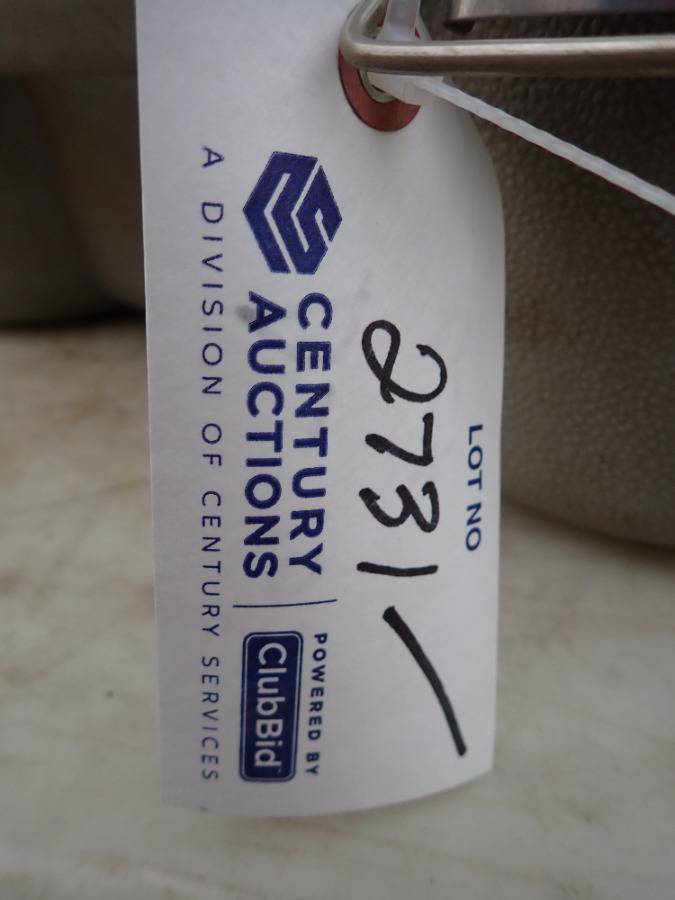 LOT NO
2731
CENTURY
AUCTIONS
POWERED BY
ClubBid
A DIVISION OF CENTURY SERVICES